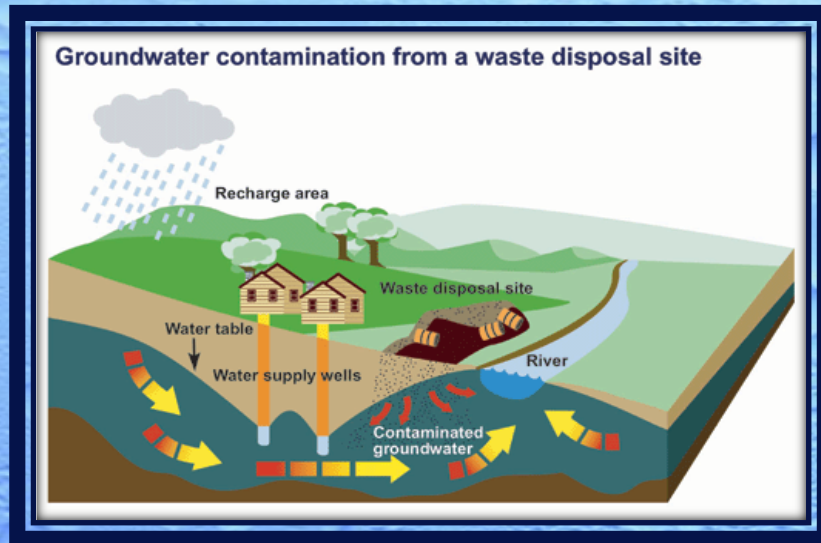 Groundwater contamination from a waste disposal site
Recharge area
Waste disposal site
Water table
River
Water supply wells
Contaminated
groundwater